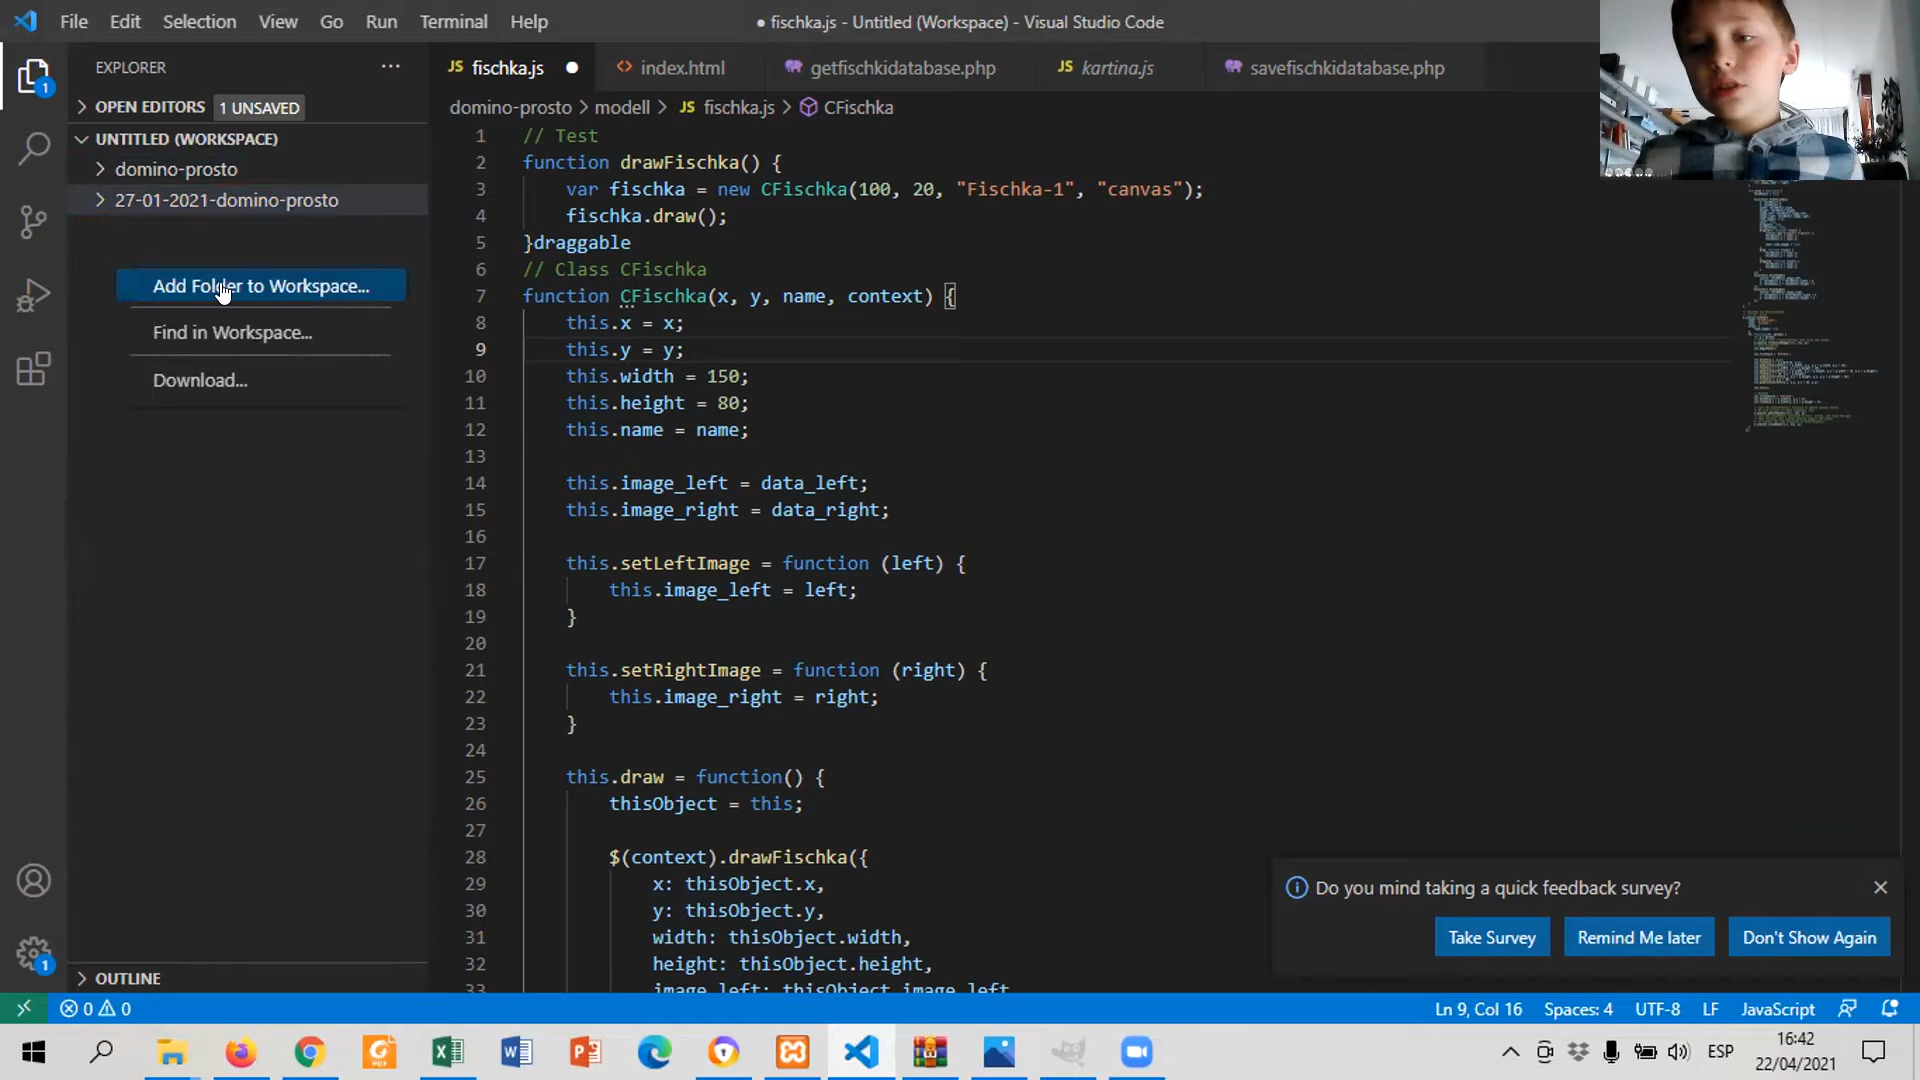 File Edit Selection View Go Run Terminal Help
● fischka.js - Untitled (Workspace) - Visual Studio Code
EXPLORER
OPEN EDITORS 1 UNSAVED
UNTITLED (WORKSPACE)
domino-prosto
27-01-2021-domino-prosto
Add Folder to Workspace...
Find in Workspace...
Download...
OUTLINE
JS fischka.js ● <> index.html getfischkidatabase.php JS kartina.js savefischkidatabase.php
domino-prosto > modell > JS fischka.js > CFischka
1 // Test
2 function drawFischka() {
3 var fischka = new CFischka(100, 20, "Fischka-1", "canvas");
4 fischka.draw();
5 }draggable
6 // Class CFischka
7 function CFischka(x, y, name, context) {
8 this.x = x;
9 this.y = y;
10 this.width = 150;
11 this.height = 80;
12 this.name = name;
13
14 this.image_left = data_left;
15 this.image_right = data_right;
16
17 this.setLeftImage = function (left) {
18 this.image_left = left;
19 }
20
21 this.setRightImage = function (right) {
22 this.image_right = right;
23 }
24
25 this.draw = function() {
26 thisObject = this;
27
28 $(context).drawFischka({
29 x: thisObject.x,
30 y: thisObject.y,
31 width: thisObject.width,
32 height: thisObject.height,
33 image_left: thisObject.image_left
Do you mind taking a quick feedback survey?
Take Survey Remind Me later Don't Show Again
0 0 Ln 9, Col 16 Spaces: 4 UTF-8 LF JavaScript
ESP
16:42
22/04/2021